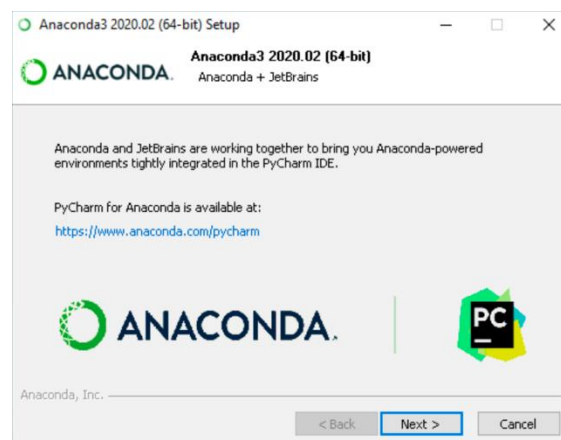 Anaconda3 2020.02 (64-bit) Setup
Anaconda3 2020.02 (64-bit)
ANACONDA.
Anaconda + JetBrains
Anaconda and JetBrains are working together to bring you Anaconda-powered
environments tightly integrated in the PyCharm IDE.
PyCharm for Anaconda is available at:
https://www.anaconda.com/pycharm
ANACONDA.
PC
Anaconda, Inc.
< Back Next > Cancel